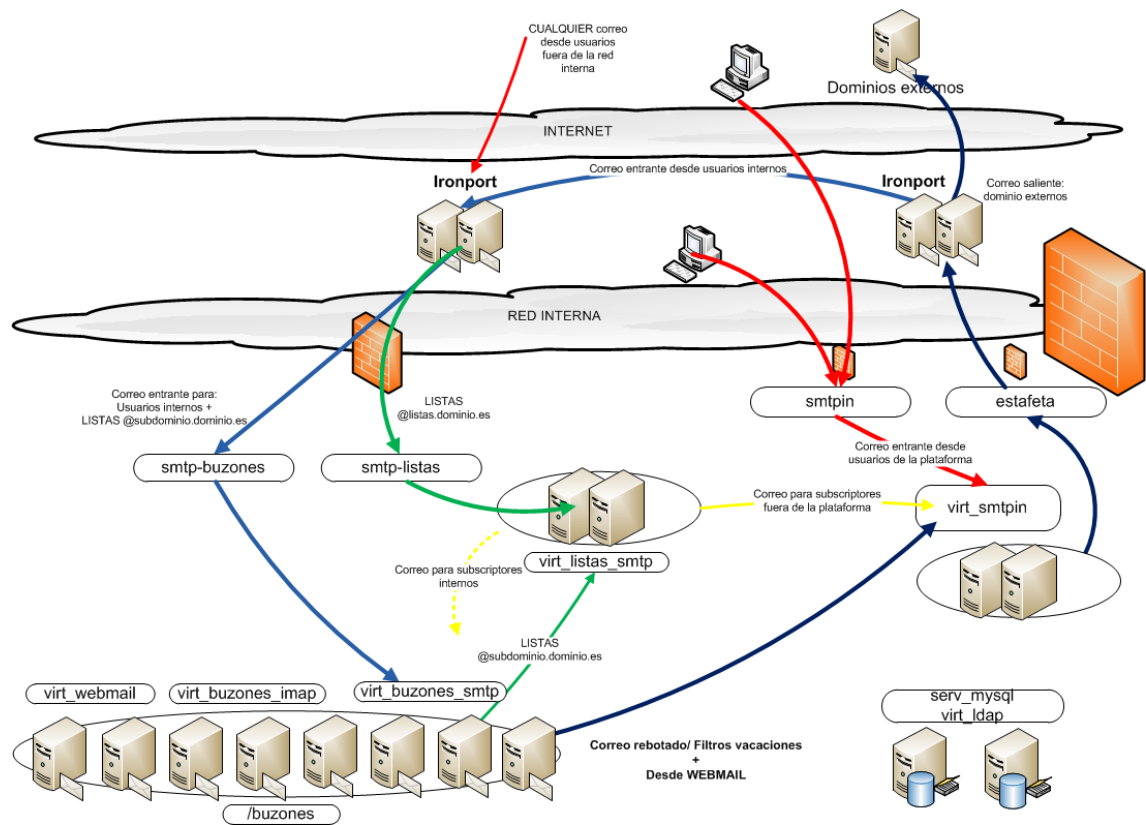 CUALQUIER correo
desde usuarios
fuera de la red
interna
Dominios externos
INTERNET
Correo entrante desde usuarios internos
Ironport
Ironport
Correo saliente:
dominio externos
RED INTERNA
Correo entrante para:
Usuarios internos +
LISTAS @subdominio.dominio.es
LISTAS
@listas.dominio.es
smtpin
estafeta
Correo entrante desde
usuarios de la plataforma
smtp-buzones
smtp-listas
Correo para subscriptores
fuera de la plataforma
virt_smtpin
virt_listas_smtp
Correo para subscriptores
internos
LISTAS
@subdominio.dominio.es
virt_webmail
virt_buzones_imap
virt_buzones_smtp
serv_mysql
virt_ldap
Correo rebotado/ Filtros vacaciones
+
Desde WEBMAIL
/buzones